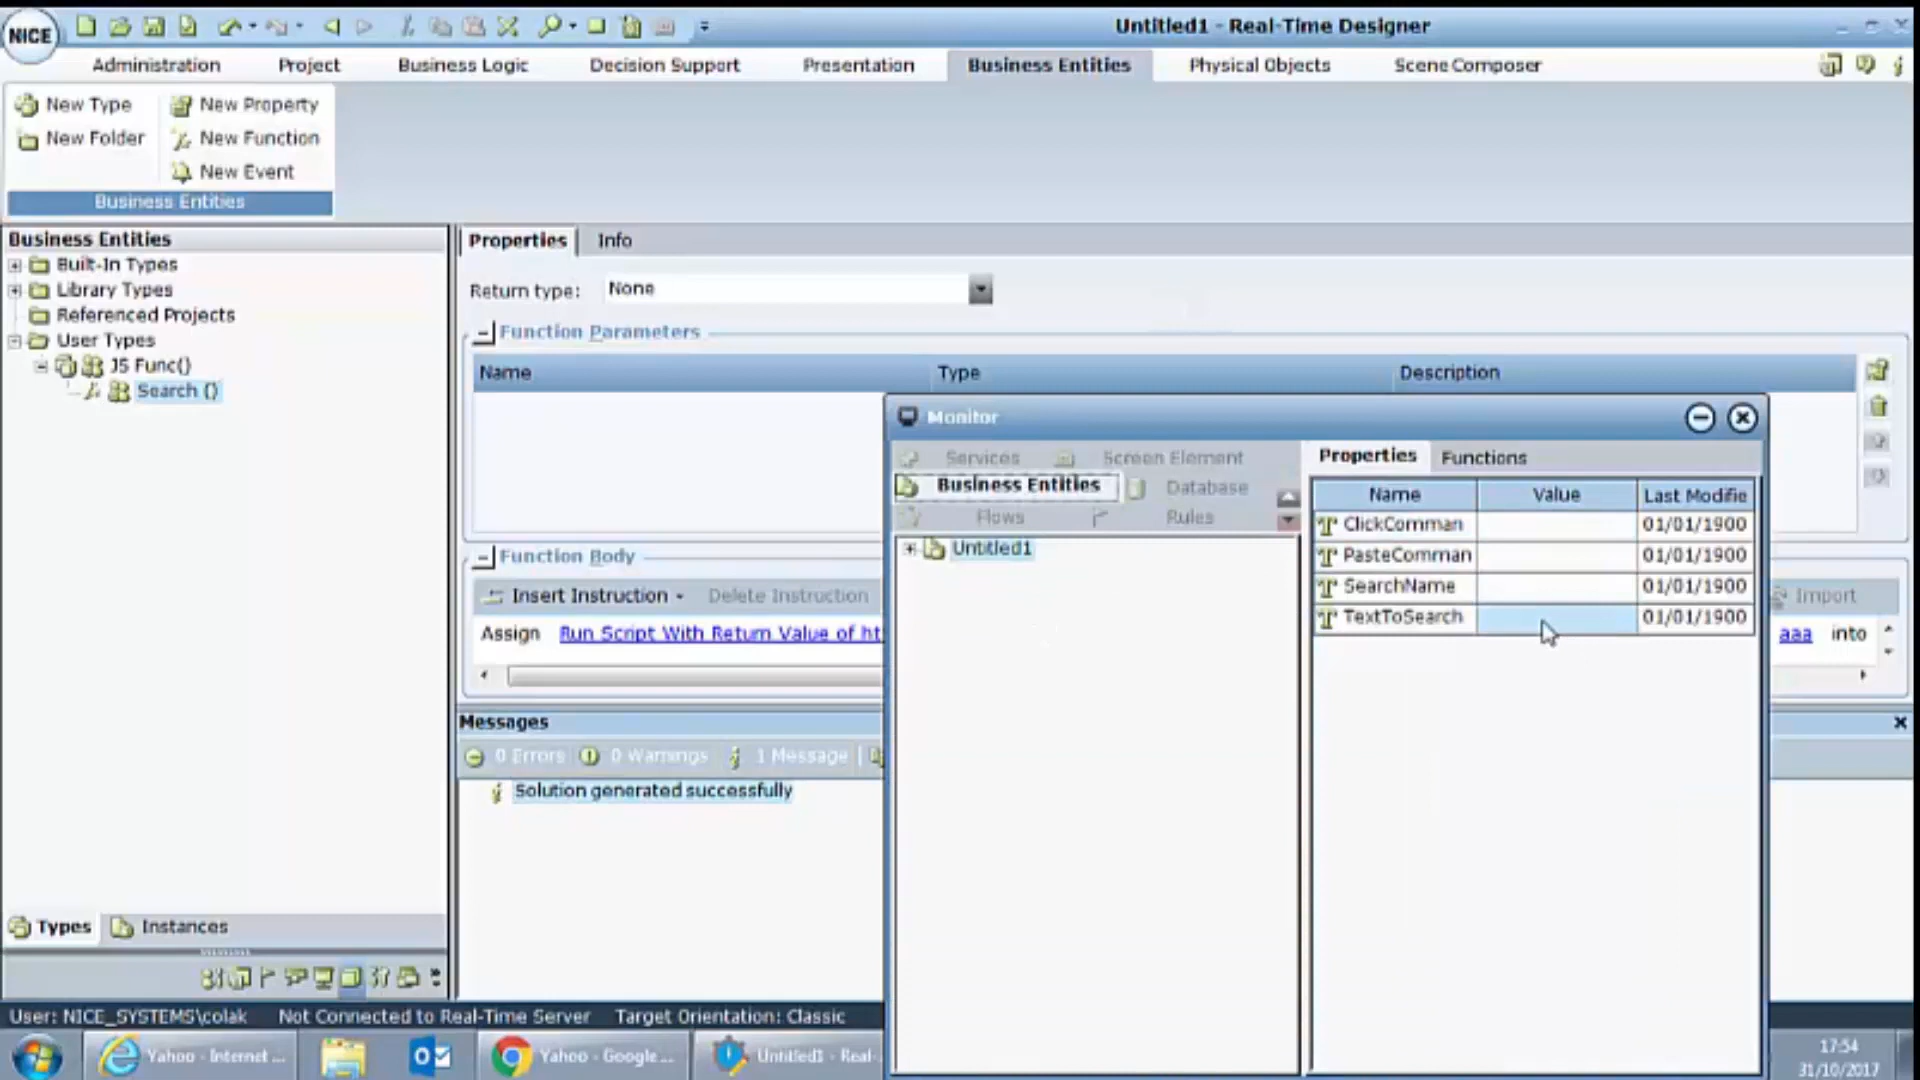 NICE
Untitled1 - Real-Time Designer
Administration Project Business Logic Decision Support Presentation Business Entities Physical Objects Scene Composer
New Type New Property
New Folder New Function
New Event
Business Entities
Business Entities
Built-In Types
Library Types
Referenced Projects
User Types
JS Func()
Search ()
Types Instances
Properties Info
Return type: None
Function Parameters
Name Type Description
Function Body
Insert Instruction Delete Instruction Import
Assign Run Script With Return Value of ht aaa into
Messages
0 Errors 0 Warnings 1 Message
Solution generated successfully
Monitor
Services Screen Element
Business Entities Database
Flows Rules
Untitled1
Properties Functions
Name Value Last Modifie
ClickComman 01/01/1900
PasteComman 01/01/1900
SearchName 01/01/1900
TextToSearch 01/01/1900
User: NICE_SYSTEMS\colak Not Connected to Real-Time Server Target Orientation: Classic
Yahoo - Internet ... Yahoo - Google... Untitled1 - Real-
17:54
31/10/2017